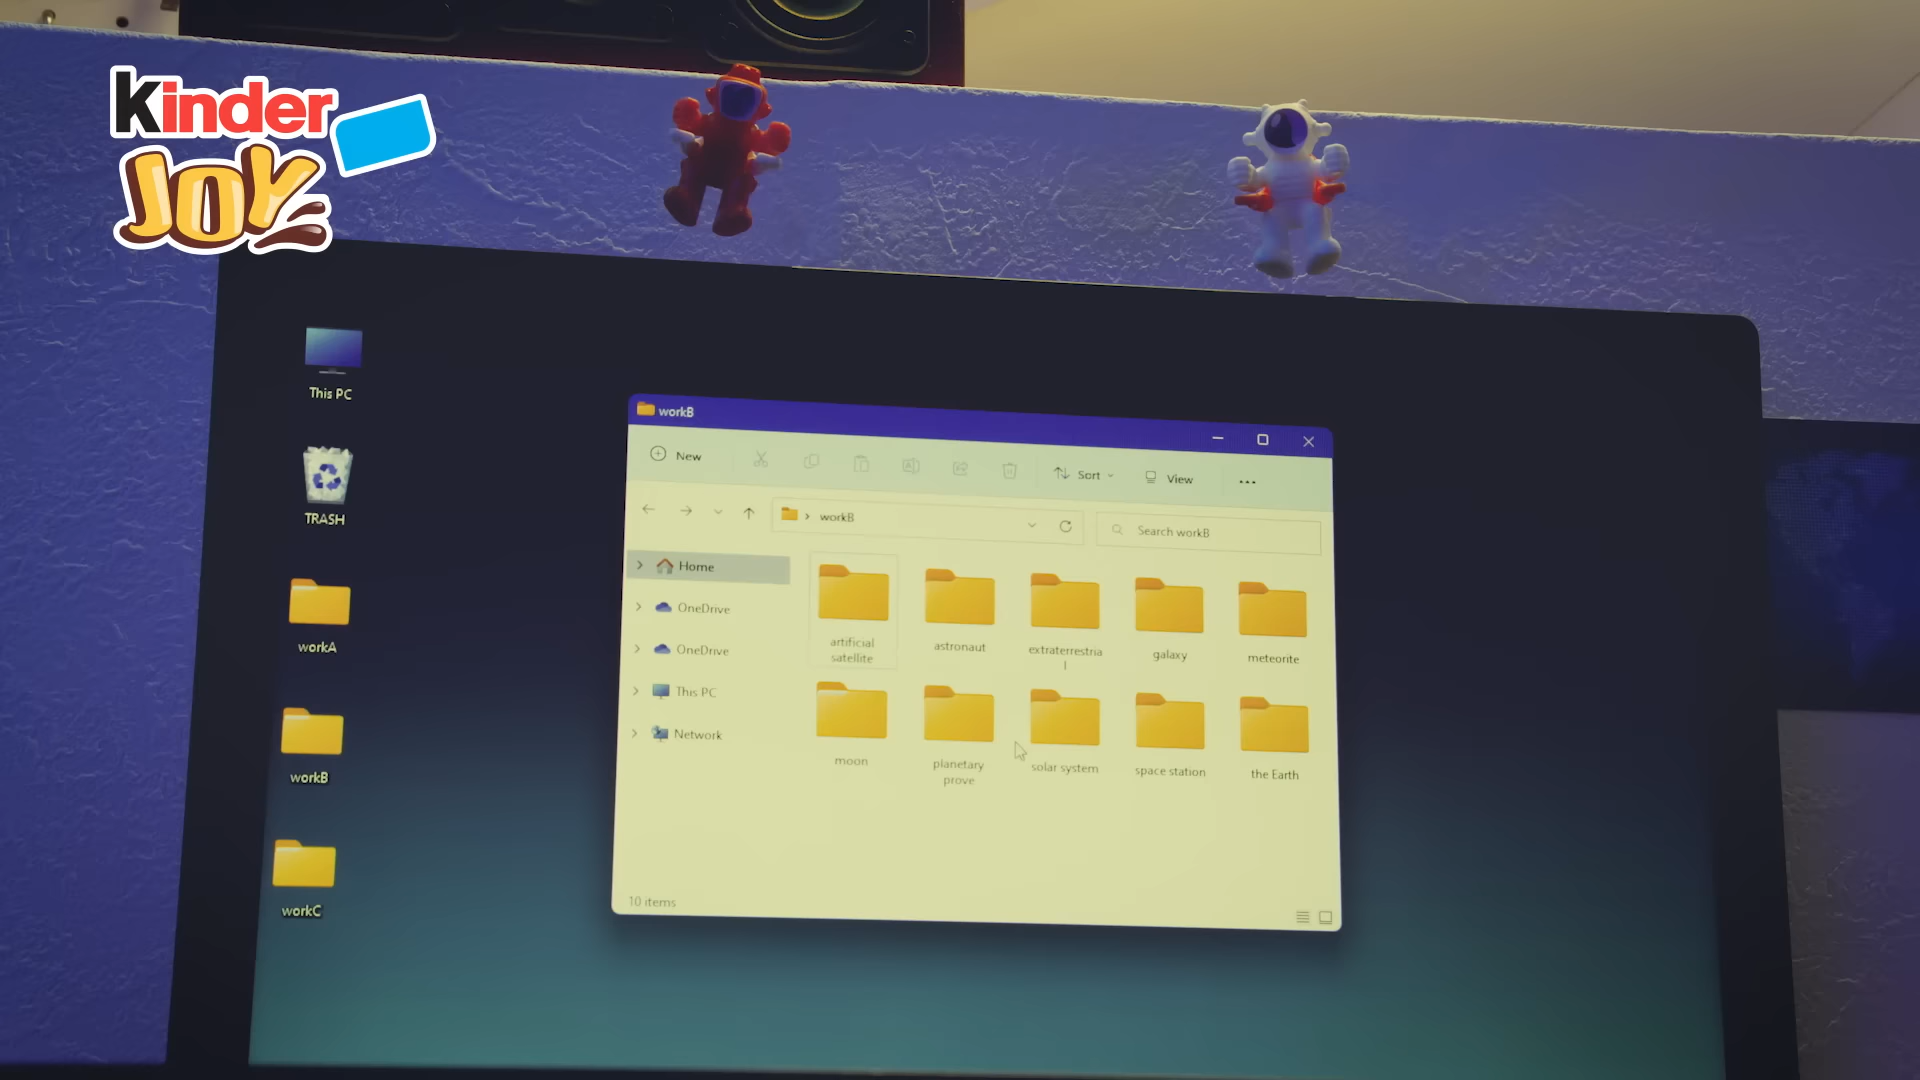 Kinder
JOY
This PC
TRASH
workA
workB
workC
workB
New
Sort
View
workB
Search workB
Home
OneDrive
OneDrive
This PC
Network
artificial
satellite
astronaut
extraterrestria
l
galaxy
meteorite
moon
planetary
prove
solar system
space station
the Earth
10 items